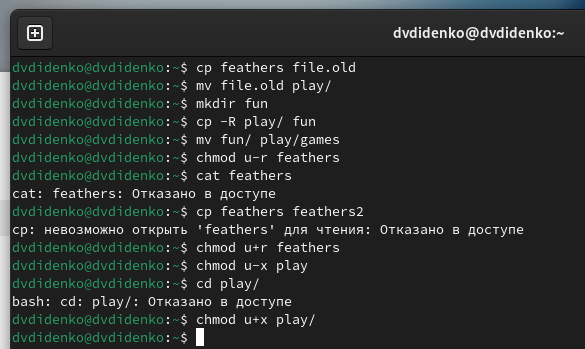 dvdidenko@dvdidenko:~
dvdidenko@dvdidenko:~$ cp feathers file.old
dvdidenko@dvdidenko:~$ mv file.old play/
dvdidenko@dvdidenko:~$ mkdir fun
dvdidenko@dvdidenko:~$ cp -R play/ fun
dvdidenko@dvdidenko:~$ mv fun/ play/games
dvdidenko@dvdidenko:~$ chmod u-r feathers
dvdidenko@dvdidenko:~$ cat feathers
cat: feathers: Отказано в доступе
dvdidenko@dvdidenko:~$ cp feathers feathers2
cp: невозможно открыть 'feathers' для чтения: Отказано в доступе
dvdidenko@dvdidenko:~$ chmod u+r feathers
dvdidenko@dvdidenko:~$ chmod u-x play
dvdidenko@dvdidenko:~$ cd play/
bash: cd: play/: Отказано в доступе
dvdidenko@dvdidenko:~$ chmod u+x play/
dvdidenko@dvdidenko:~$